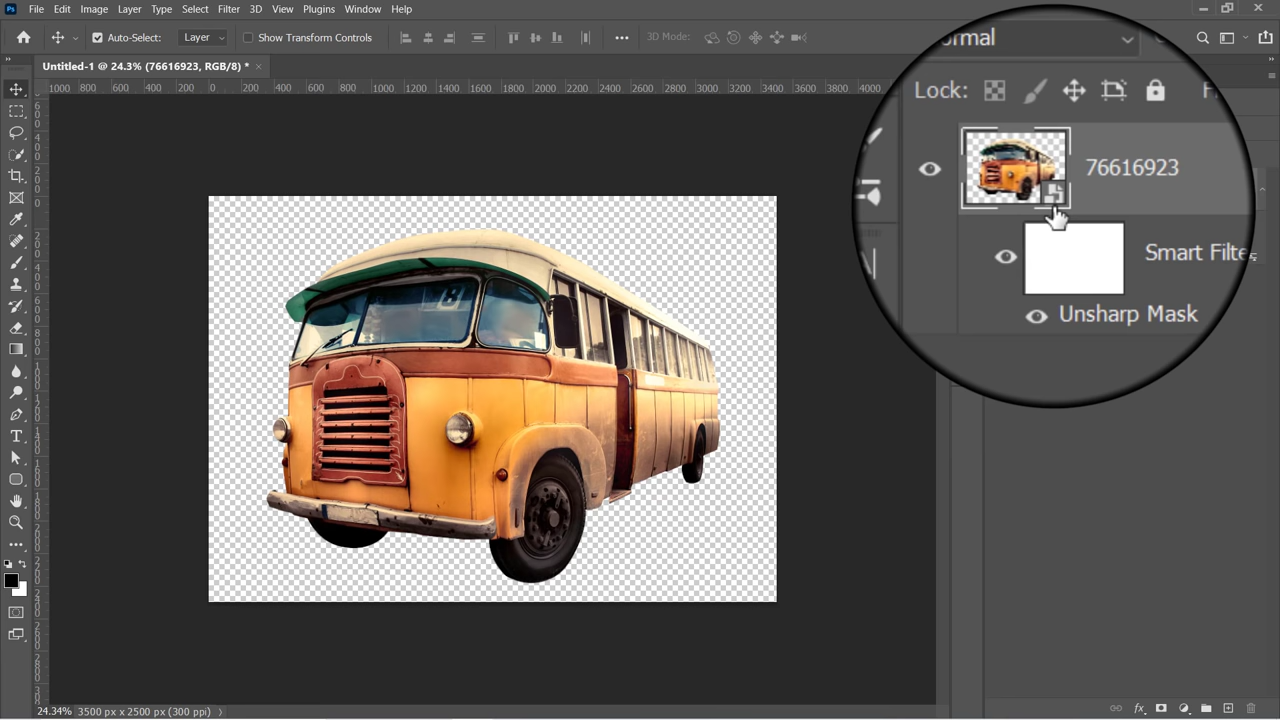 Ps File Edit Image Layer Type Select Filter 3D View Plugins Window Help
Auto-Select: Layer Show Transform Controls 3D Mode:
Untitled-1 @ 24.3% (76616923, RGB/8) *
1000 800 600 400 200 0 200 400 600 800 1000 1200 1400 1600 1800 2000 2200 2400 2600 2800 3000 3200 3400 3600 3800 4000
ormal
Lock:
76616923
Smart Filte
Unsharp Mask
24.34% 3500 px x 2500 px (300 ppi)